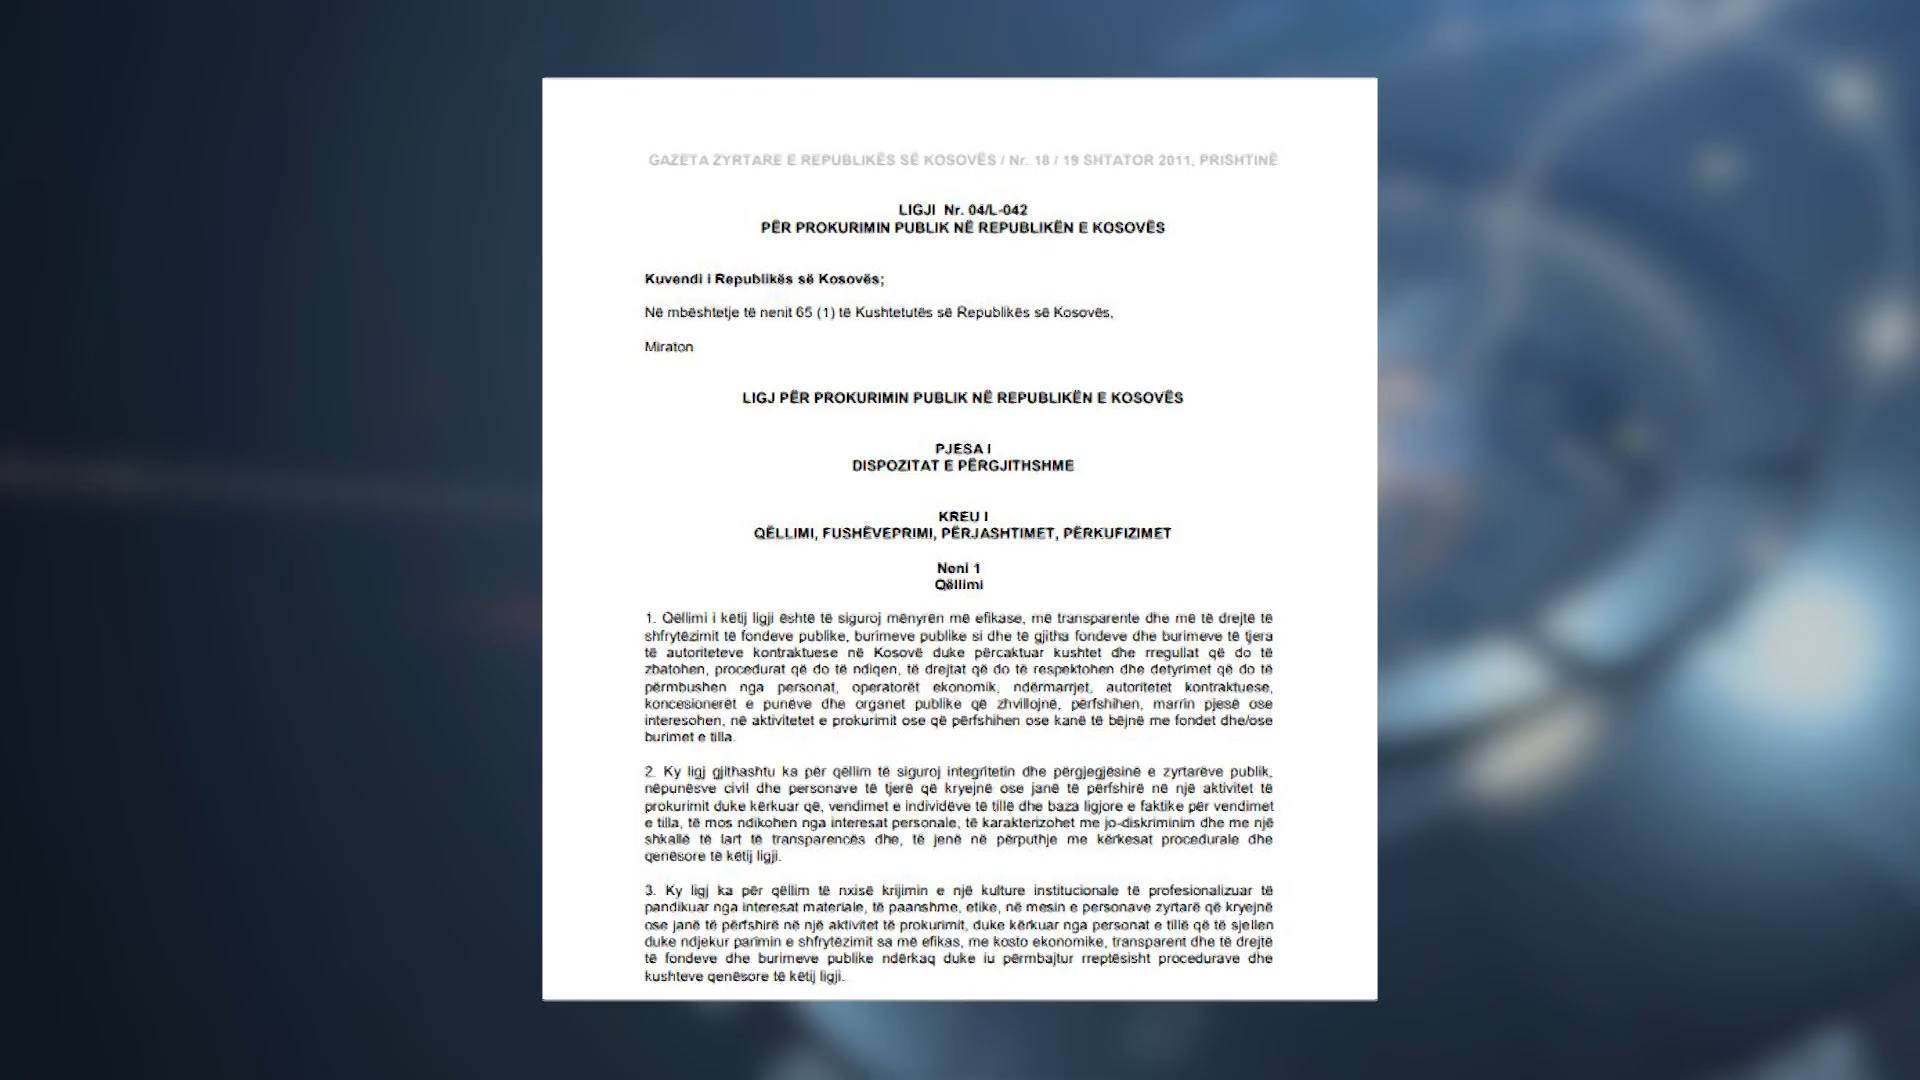 GAZETA ZYRTARE E REPUBLIKËS SË KOSOVËS / Nr. 18 / 19 SHTATOR 2011, PRISHTINË
LIGJI Nr. 04/L-042
PËR PROKURIMIN PUBLIK NË REPUBLIKËN E KOSOVËS
Kuvendi i Republikës së Kosovës;
Në mbështetje të nenit 65 (1) të Kushtetutës së Republikës së Kosovës,
Miraton
LIGJ PËR PROKURIMIN PUBLIK NË REPUBLIKËN E KOSOVËS
PJESA I
DISPOZITAT E PËRGJITHSHME
KREU I
QËLLIMI, FUSHËVEPRIMI, PËRJASHTIMET, PËRKUFIZIMET
Neni 1
Qëllimi
1. Qëllimi i këtij ligji është të siguroj mënyrën më efikase, më transparente dhe më të drejtë të
shfrytëzimit të fondeve publike, burimeve publike si dhe të gjitha fondeve dhe burimeve të tjera
të autoriteteve kontraktuese në Kosovë duke përcaktuar kushtet dhe rregullat që do të
zbatohen, procedurat që do të ndiqen, të drejtat që do të respektohen dhe detyrimet që do të
përmbushen nga personat, operatorët ekonomik, ndërmarrjet, autoritetet kontraktuese,
koncesionerët e punëve dhe organet publike që zhvillojnë, përfshihen, marrin pjesë ose
interesohen, në aktivitetet e prokurimit ose që përfshihen ose kanë të bëjnë me fondet dhe/ose
burimet e tilla.
2. Ky ligj gjithashtu ka për qëllim të siguroj integritetin dhe përgjegjësinë e zyrtarëve publik,
nëpunësve civil dhe personave të tjerë që kryejnë ose janë të përfshirë në një aktivitet të
prokurimit duke kërkuar që, vendimet e individëve të tillë dhe baza ligjore e faktike për vendimet
e tilla, të mos ndikohen nga interesat personale, të karakterizohet me jo-diskriminim dhe me një
shkallë të lart të transparencës dhe, të jenë në përputhje me kërkesat procedurale dhe
qenësore të këtij ligji.
3. Ky ligj ka për qëllim të nxisë krijimin e një kulture institucionale të profesionalizuar të
pandikuar nga interesat materiale, të paanshme, etike, në mesin e personave zyrtarë që kryejnë
ose janë të përfshirë në një aktivitet të prokurimit, duke kërkuar nga personat e tillë që të sjellen
duke ndjekur parimin e shfrytëzimit sa më efikas, me kosto ekonomike, transparent dhe të drejtë
të fondeve dhe burimeve publike ndërkaq duke iu përmbajtur rreptësisht procedurave dhe
kushteve qenësore të këtij ligji.